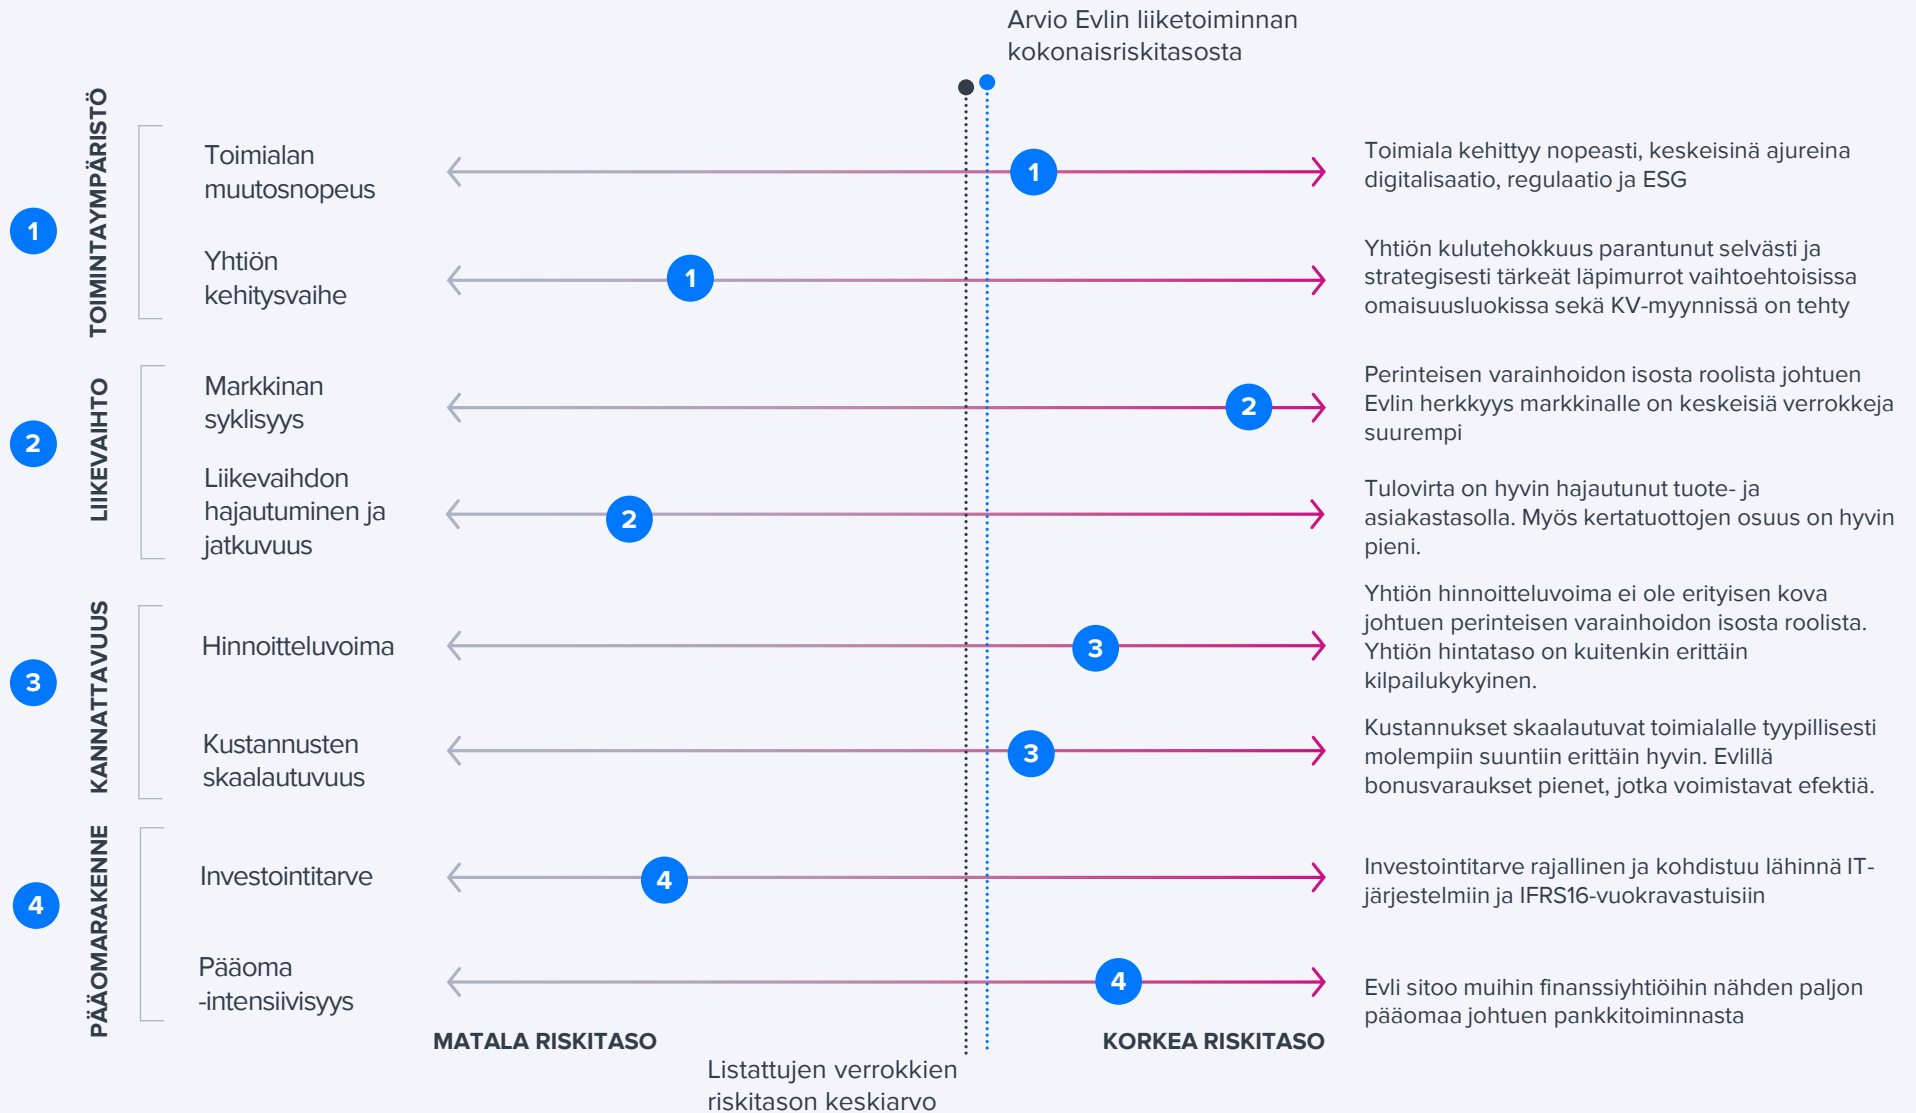 Arvio Evlin liiketoiminnan
kokonaisriskitasosta
1
TOIMINTAYMPÄRISTÖ
Toimialan
muutosnopeus
1
Toimiala kehittyy nopeasti, keskeisinä ajureina
digitalisaatio, regulaatio ja ESG
Yhtiön
kehitysvaihe
1
Yhtiön kulutehokkuus parantunut selvästi ja
strategisesti tärkeät läpimurrot vaihtoehtoisissa
omaisuusluokissa sekä KV-myynnissä on tehty
2
LIIKEVAIHTO
Markkinan
syklisyys
2
Perinteisen varainhoidon isosta roolista johtuen
Evlin herkkyys markkinalle on keskeisiä verrokkeja
suurempi
Liikevaihdon
hajautuminen ja
jatkuvuus
2
Tulovirta on hyvin hajautunut tuote- ja
asiakastasolla. Myös kertatuottojen osuus on hyvin
pieni.
3
KANNATTAVUUS
Hinnoitteluvoima
3
Yhtiön hinnoitteluvoima ei ole erityisen kova
johtuen perinteisen varainhoidon isosta roolista.
Yhtiön hintataso on kuitenkin erittäin
kilpailukykyinen.
Kustannusten
skaalautuvuus
3
Kustannukset skaalautuvat toimialalle tyypillisesti
molempiin suuntiin erittäin hyvin. Evlillä
bonusvaraukset pienet, jotka voimistavat efektiä.
4
PÄÄOMARAKENNE
Investointitarve
4
Investointitarve rajallinen ja kohdistuu lähinnä IT-
järjestelmiin ja IFRS16-vuokravastuisiin
Pääoma
-intensiivisyys
4
Evli sitoo muihin finanssiyhtiöihin nähden paljon
pääomaa johtuen pankkitoiminnasta
MATALA RISKITASO
KORKEA RISKITASO
Listattujen verrokkien
riskitason keskiarvo